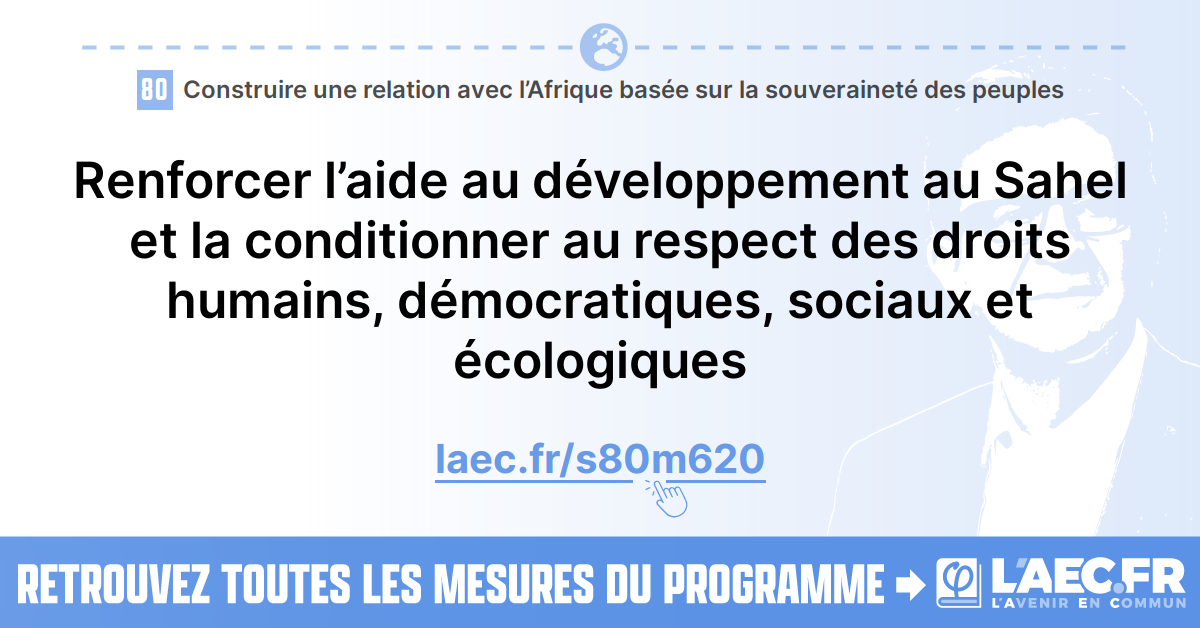 80 Construire une relation avec l’Afrique basée sur la souveraineté des peuples
Renforcer l’aide au développement au Sahel
et la conditionner au respect des droits
humains, démocratiques, sociaux et
écologiques
laec.fr/s80m620
RETROUVEZ TOUTES LES MESURES DU PROGRAMME
φ L'AEC.FR
L'AVENIR EN COMMUN